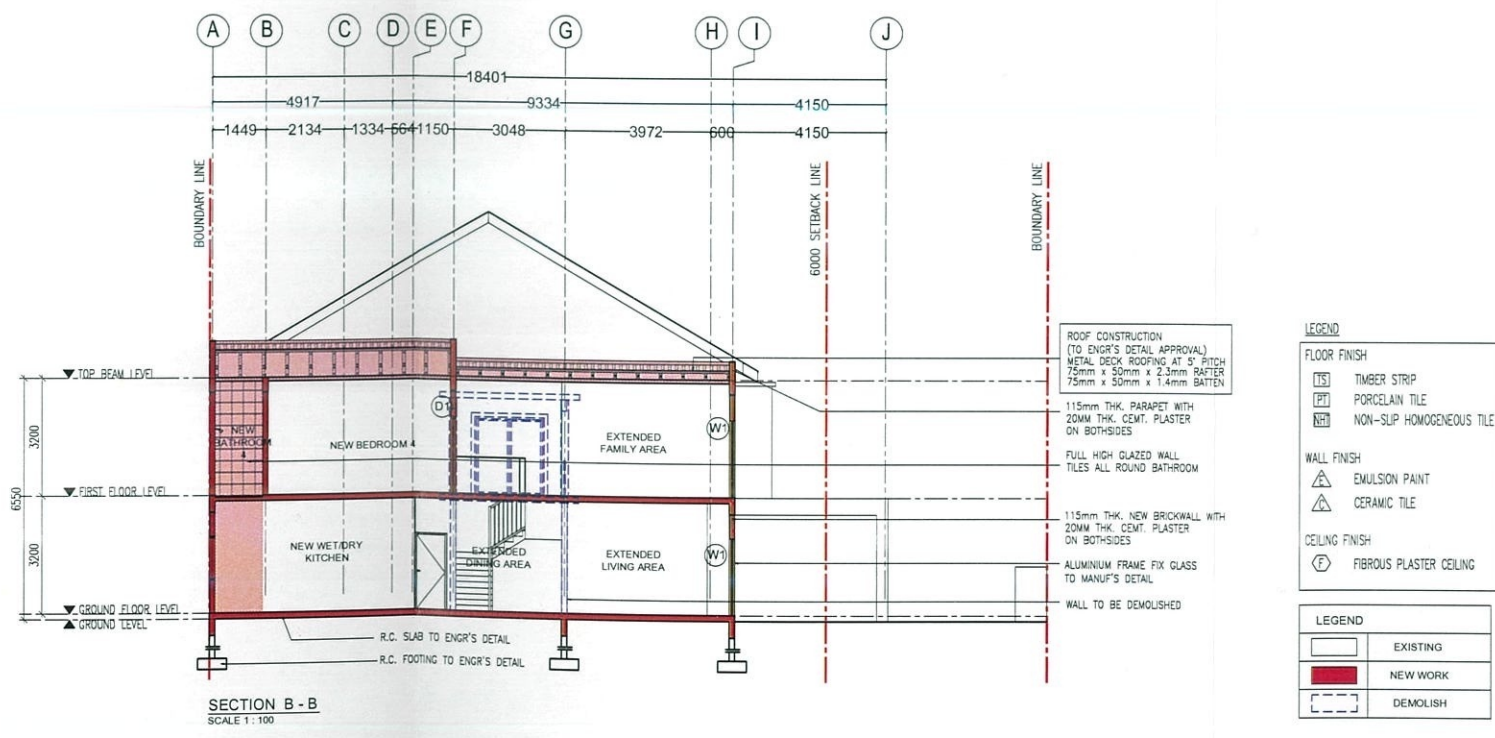 A B C D E F G H I J
18401
4917 9334 4150
1449 2134 1334 564 1150 3048 3972 600 4150
BOUNDARY LINE
6000 SETBACK LINE
BOUNDARY LINE
ROOF CONSTRUCTION
(TO ENGR'S DETAIL APPROVAL)
METAL DECK ROOFING AT 5' PITCH
75mm x 50mm x 2.3mm RAFTER
75mm x 50mm x 1.4mm BATTEN
115mm THK. PARAPET WITH
20MM THK. CEMT. PLASTER
ON BOTHSIDES
FULL HIGH GLAZED WALL
TILES ALL ROUND BATHROOM
115mm THK. NEW BRICKWALL WITH
20MM THK. CEMT. PLASTER
ON BOTHSIDES
ALUMINIUM FRAME FIX GLASS
TO MANUF'S DETAIL
WALL TO BE DEMOLISHED
TOP BEAM LEVEL
FIRST FLOOR LEVEL
GROUND FLOOR LEVEL
GROUND LEVEL
6550
3200
3200
NEW
BATHROOM
4
NEW BEDROOM 4
D1
EXTENDED
FAMILY AREA
W1
NEW WET/DRY
KITCHEN
EXTENDED
DINING AREA
EXTENDED
LIVING AREA
W1
R.C. SLAB TO ENGR'S DETAIL
R.C. FOOTING TO ENGR'S DETAIL
SECTION B - B
SCALE 1 : 100
LEGEND
FLOOR FINISH
TS TIMBER STRIP
PT PORCELAIN TILE
NHT NON-SLIP HOMOGENEOUS TILE
WALL FINISH
E EMULSION PAINT
C CERAMIC TILE
CEILING FINISH
F FIBROUS PLASTER CEILING
LEGEND
EXISTING
NEW WORK
DEMOLISH